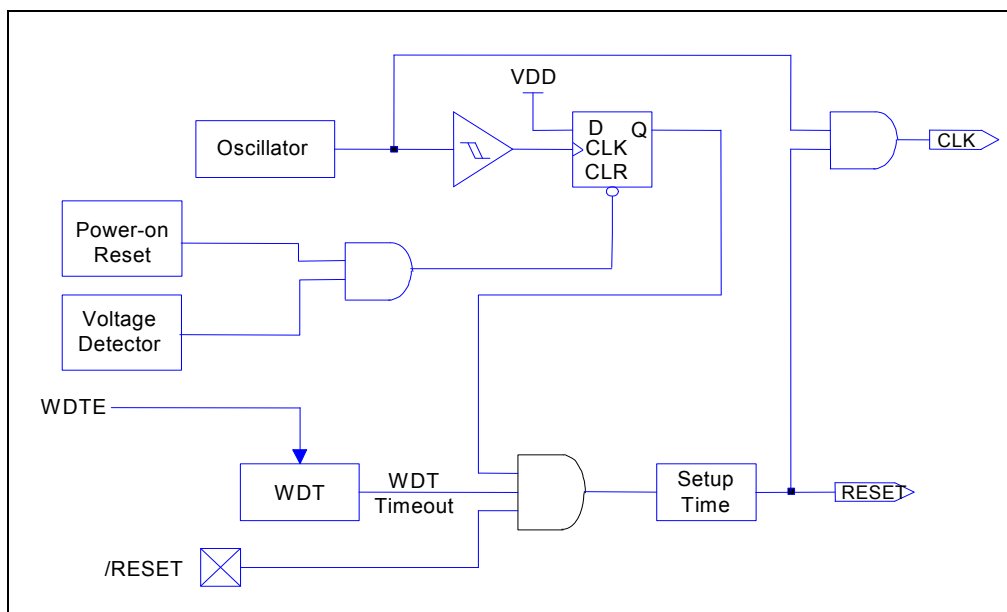 VDD
Oscillator
D
Q
CLK
CLR
CLK
Power-on
Reset
Voltage
Detector
WDTE
WDT
WDT
Timeout
Setup
Time
RESET
/RESET